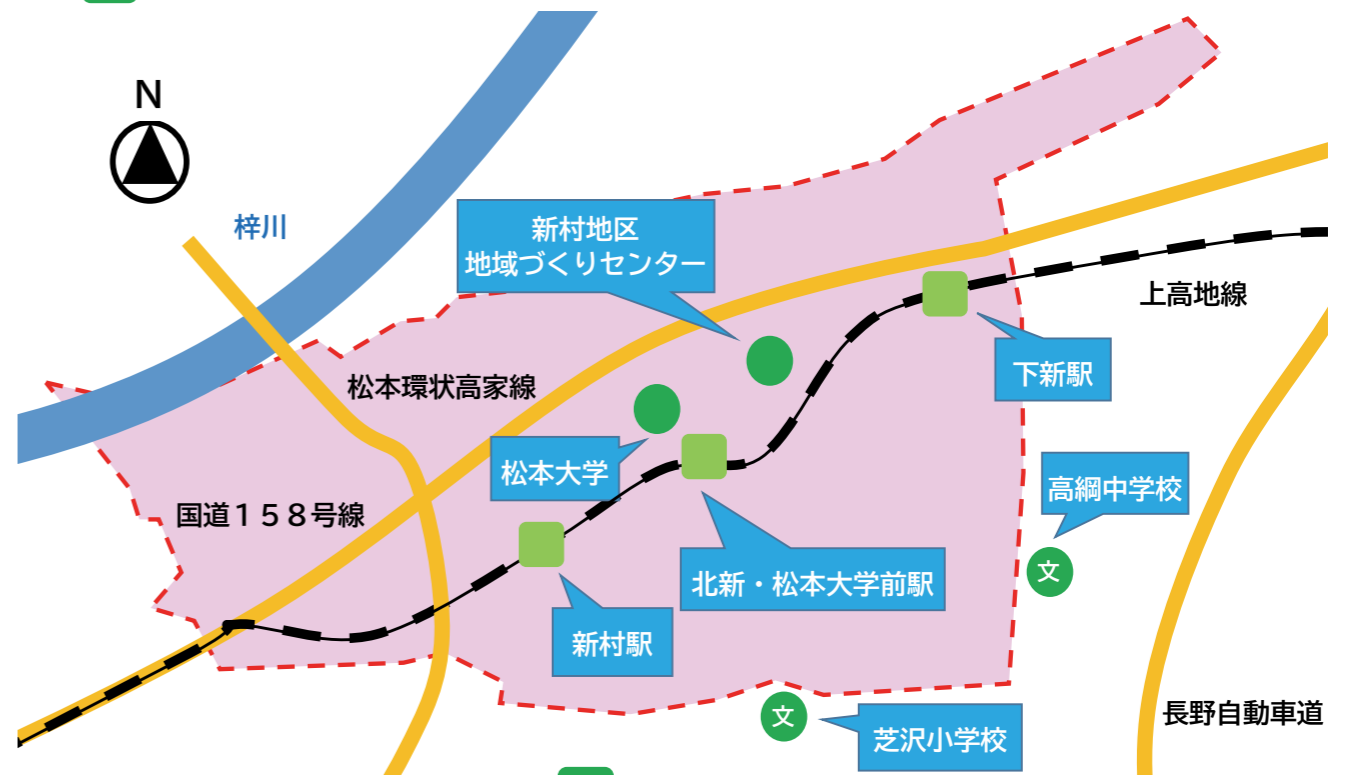 N
梓川
新村地区
地域づくりセンター
上高地線
下新駅
松本環状高家線
松本大学
高綱中学校
国道１５８号線
文
北新・松本大学前駅
新村駅
文
芝沢小学校
長野自動車道